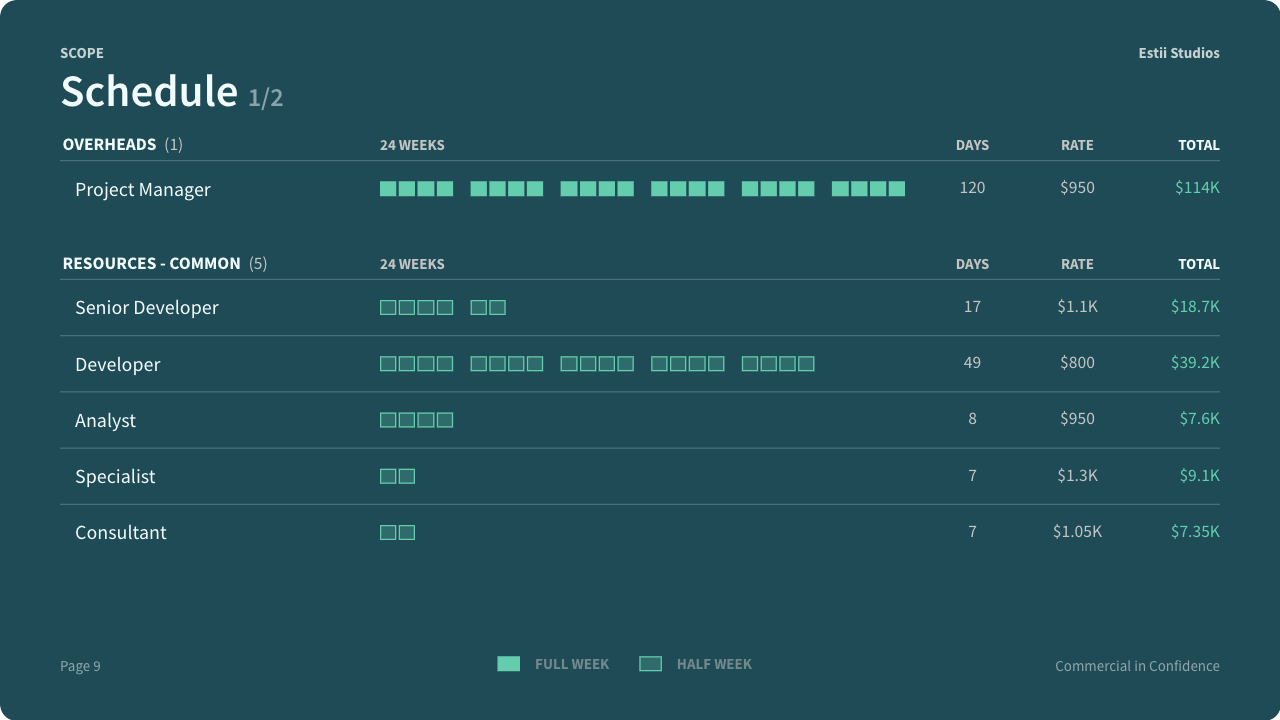 SCOPE
Estii Studios
Schedule 1/2
OVERHEADS (1) 24 WEEKS DAYS RATE TOTAL
Project Manager 120 $950 $114K
RESOURCES - COMMON (5) 24 WEEKS DAYS RATE TOTAL
Senior Developer 17 $1.1K $18.7K
Developer 49 $800 $39.2K
Analyst 8 $950 $7.6K
Specialist 7 $1.3K $9.1K
Consultant 7 $1.05K $7.35K
Page 9 FULL WEEK HALF WEEK Commercial in Confidence